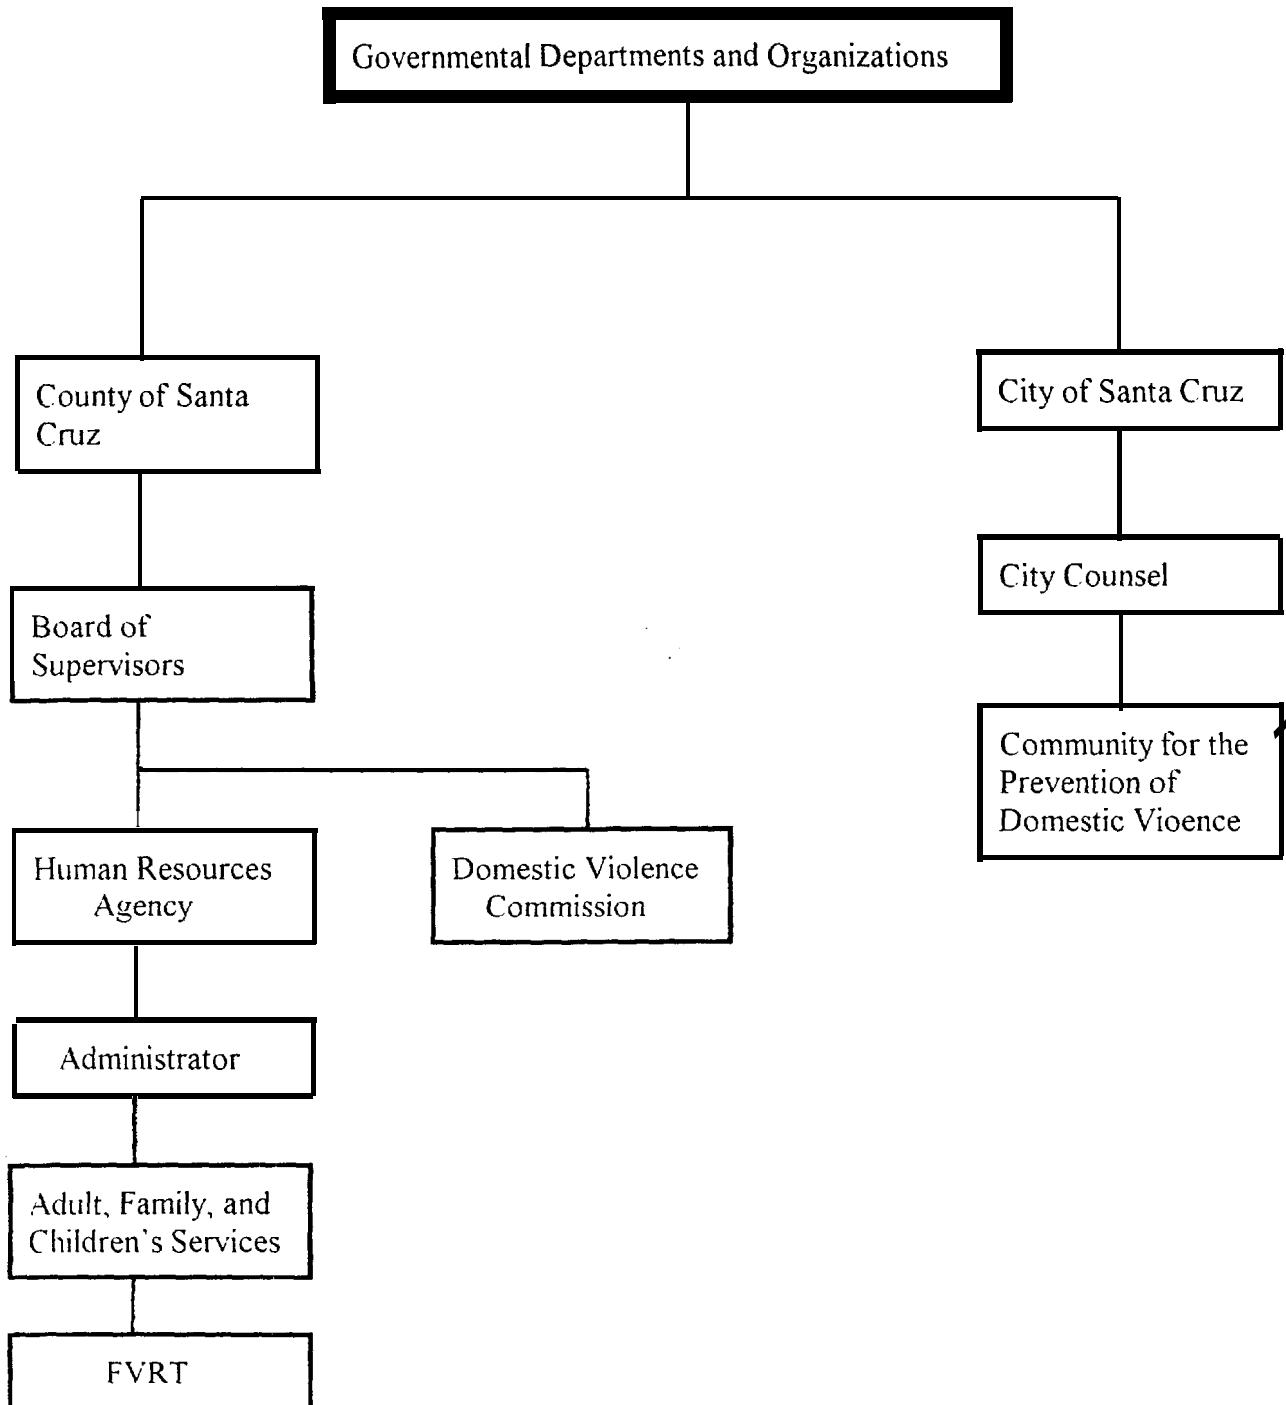 Governmental Departments and Organizations
County of Santa
Cruz
City of Santa Cruz
City Counsel
Board of
Supervisors
Community for the
Prevention of
Domestic Vioence
Human Resources
Agency
Domestic Violence
Commission
Administrator
Adult, Family, and
Children's Services
FVRT